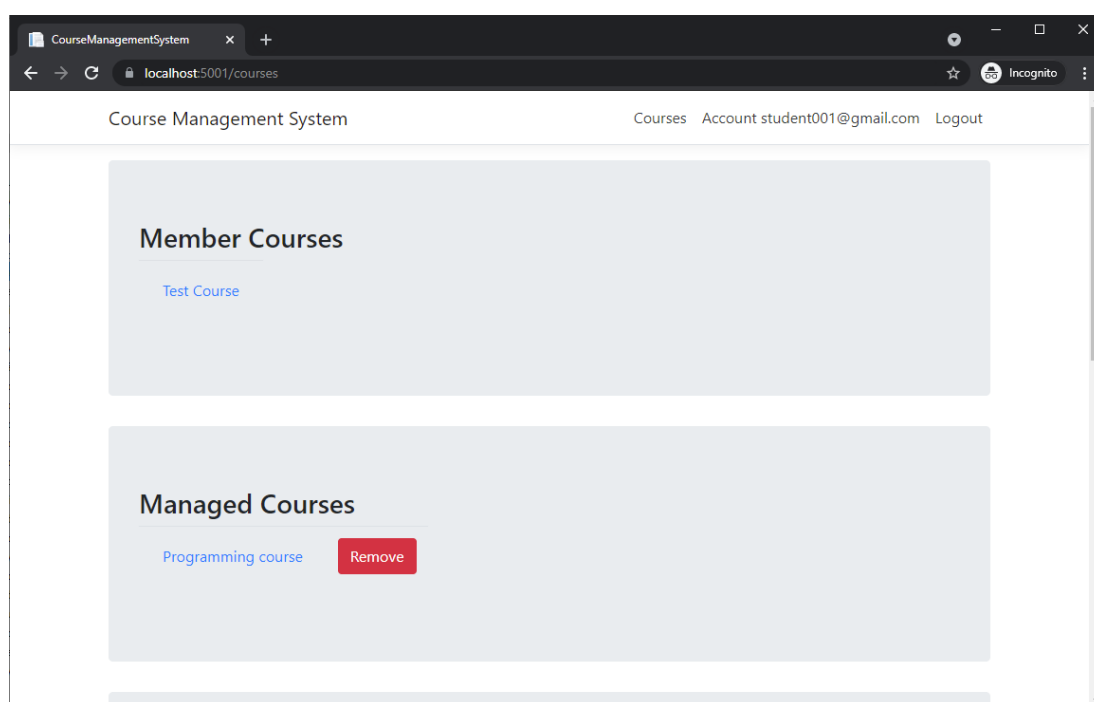 CourseManagementSystem
localhost:5001/courses
Incognito
Course Management System Courses Account student001@gmail.com Logout
Member Courses
Test Course
Managed Courses
Programming course Remove